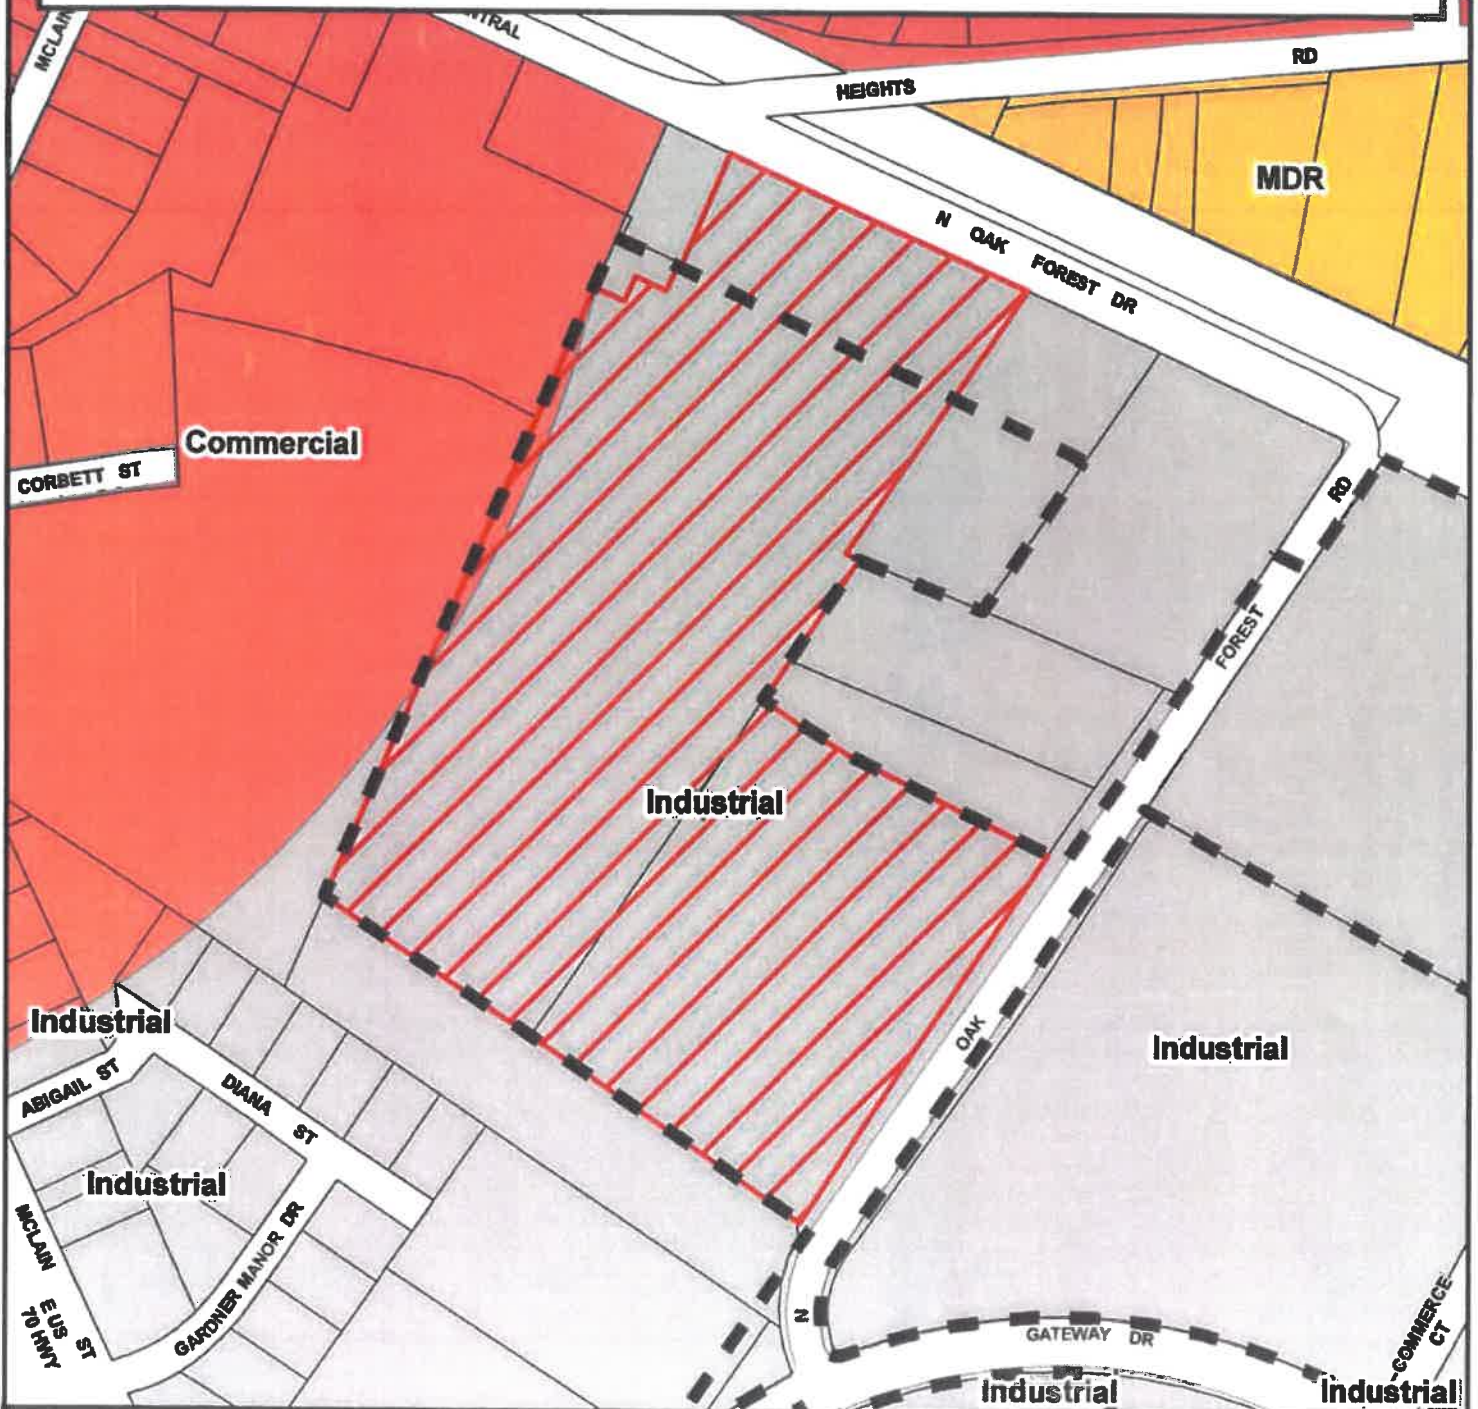 MCLAIN
NTRAL
HEIGHTS
RD
MDR
N OAK FOREST DR
Commercial
CORBETT ST
RD
FOREST
Industrial
OAK
Industrial
Industrial
ABIGAIL ST
DIANA ST
Industrial
MCLAIN ST
E US
70 HWY
GARDNER MANOR DR
N
GATEWAY DR
COMMERCE CT
Industrial
Industrial